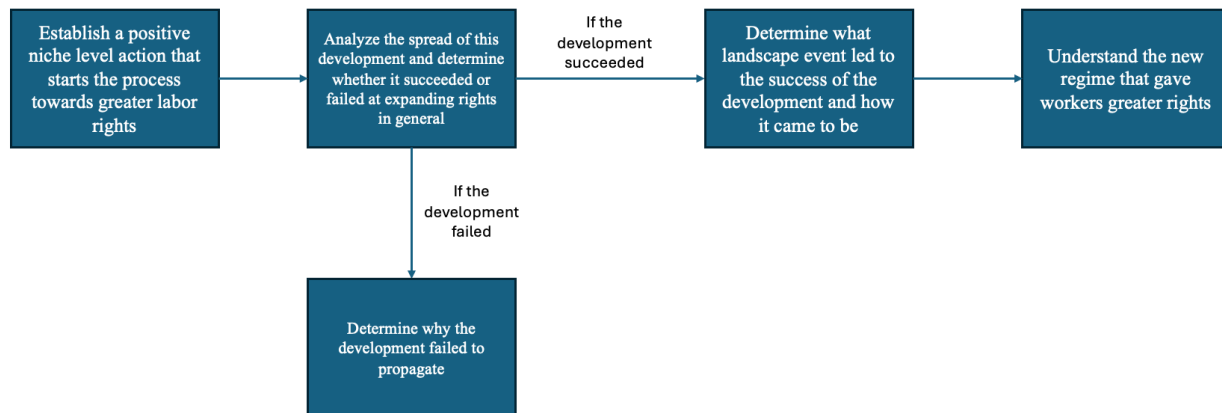 Establish a positive
niche level action that
starts the process
towards greater labor
rights
Analyze the spread of this
development and determine
whether it succeeded or
failed at expanding rights
in general
If the
development
succeeded
Determine what
landscape event led to
the success of the
development and how
it came to be
Understand the new
regime that gave
workers greater rights
If the
development
failed
Determine why the
development failed to
propagate